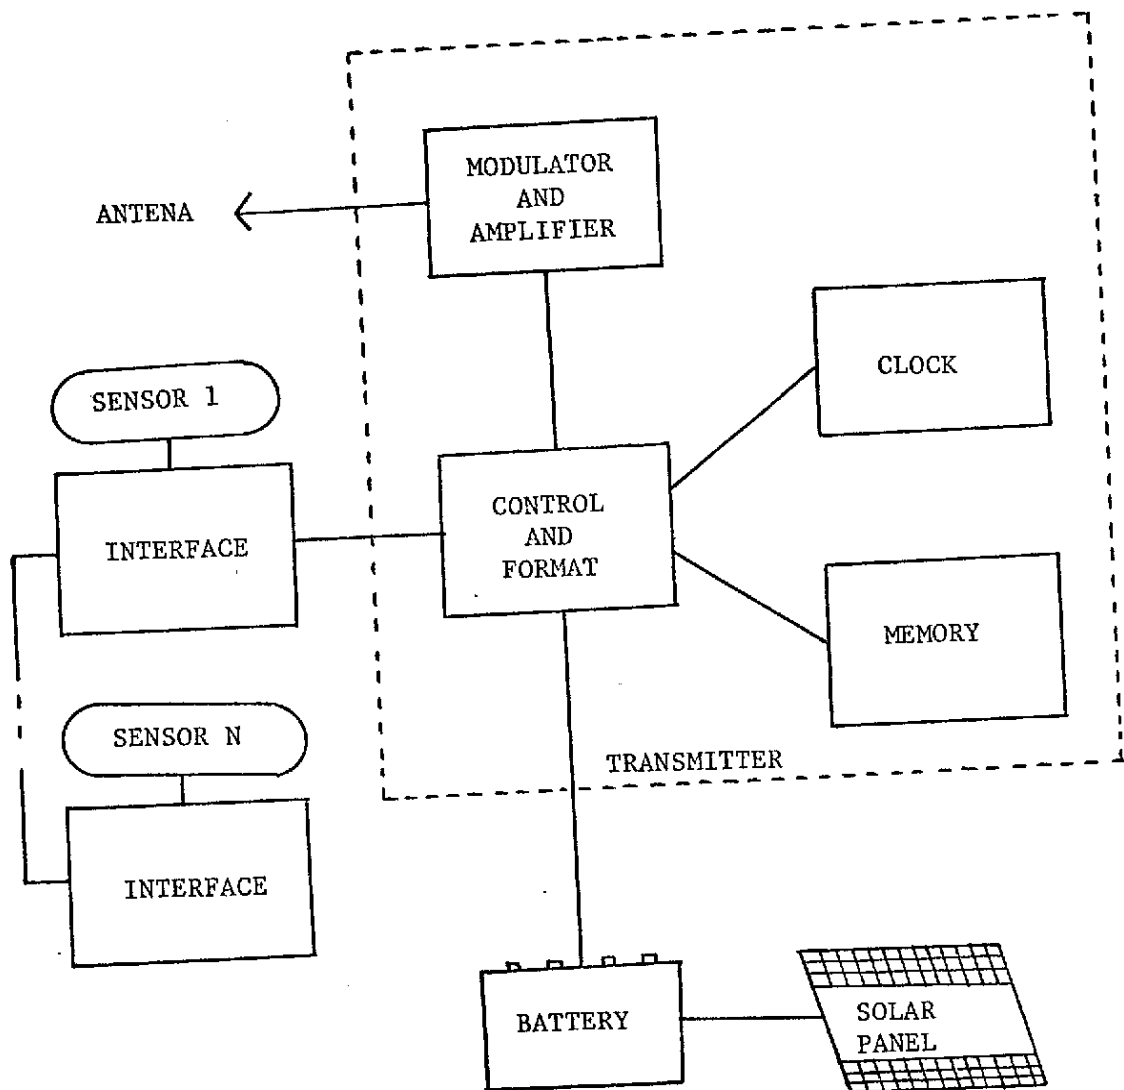 MODULATOR
AND
AMPLIFIER
ANTENA
CLOCK
SENSOR 1
CONTROL
AND
FORMAT
INTERFACE
MEMORY
SENSOR N
TRANSMITTER
INTERFACE
BATTERY
SOLAR
PANEL